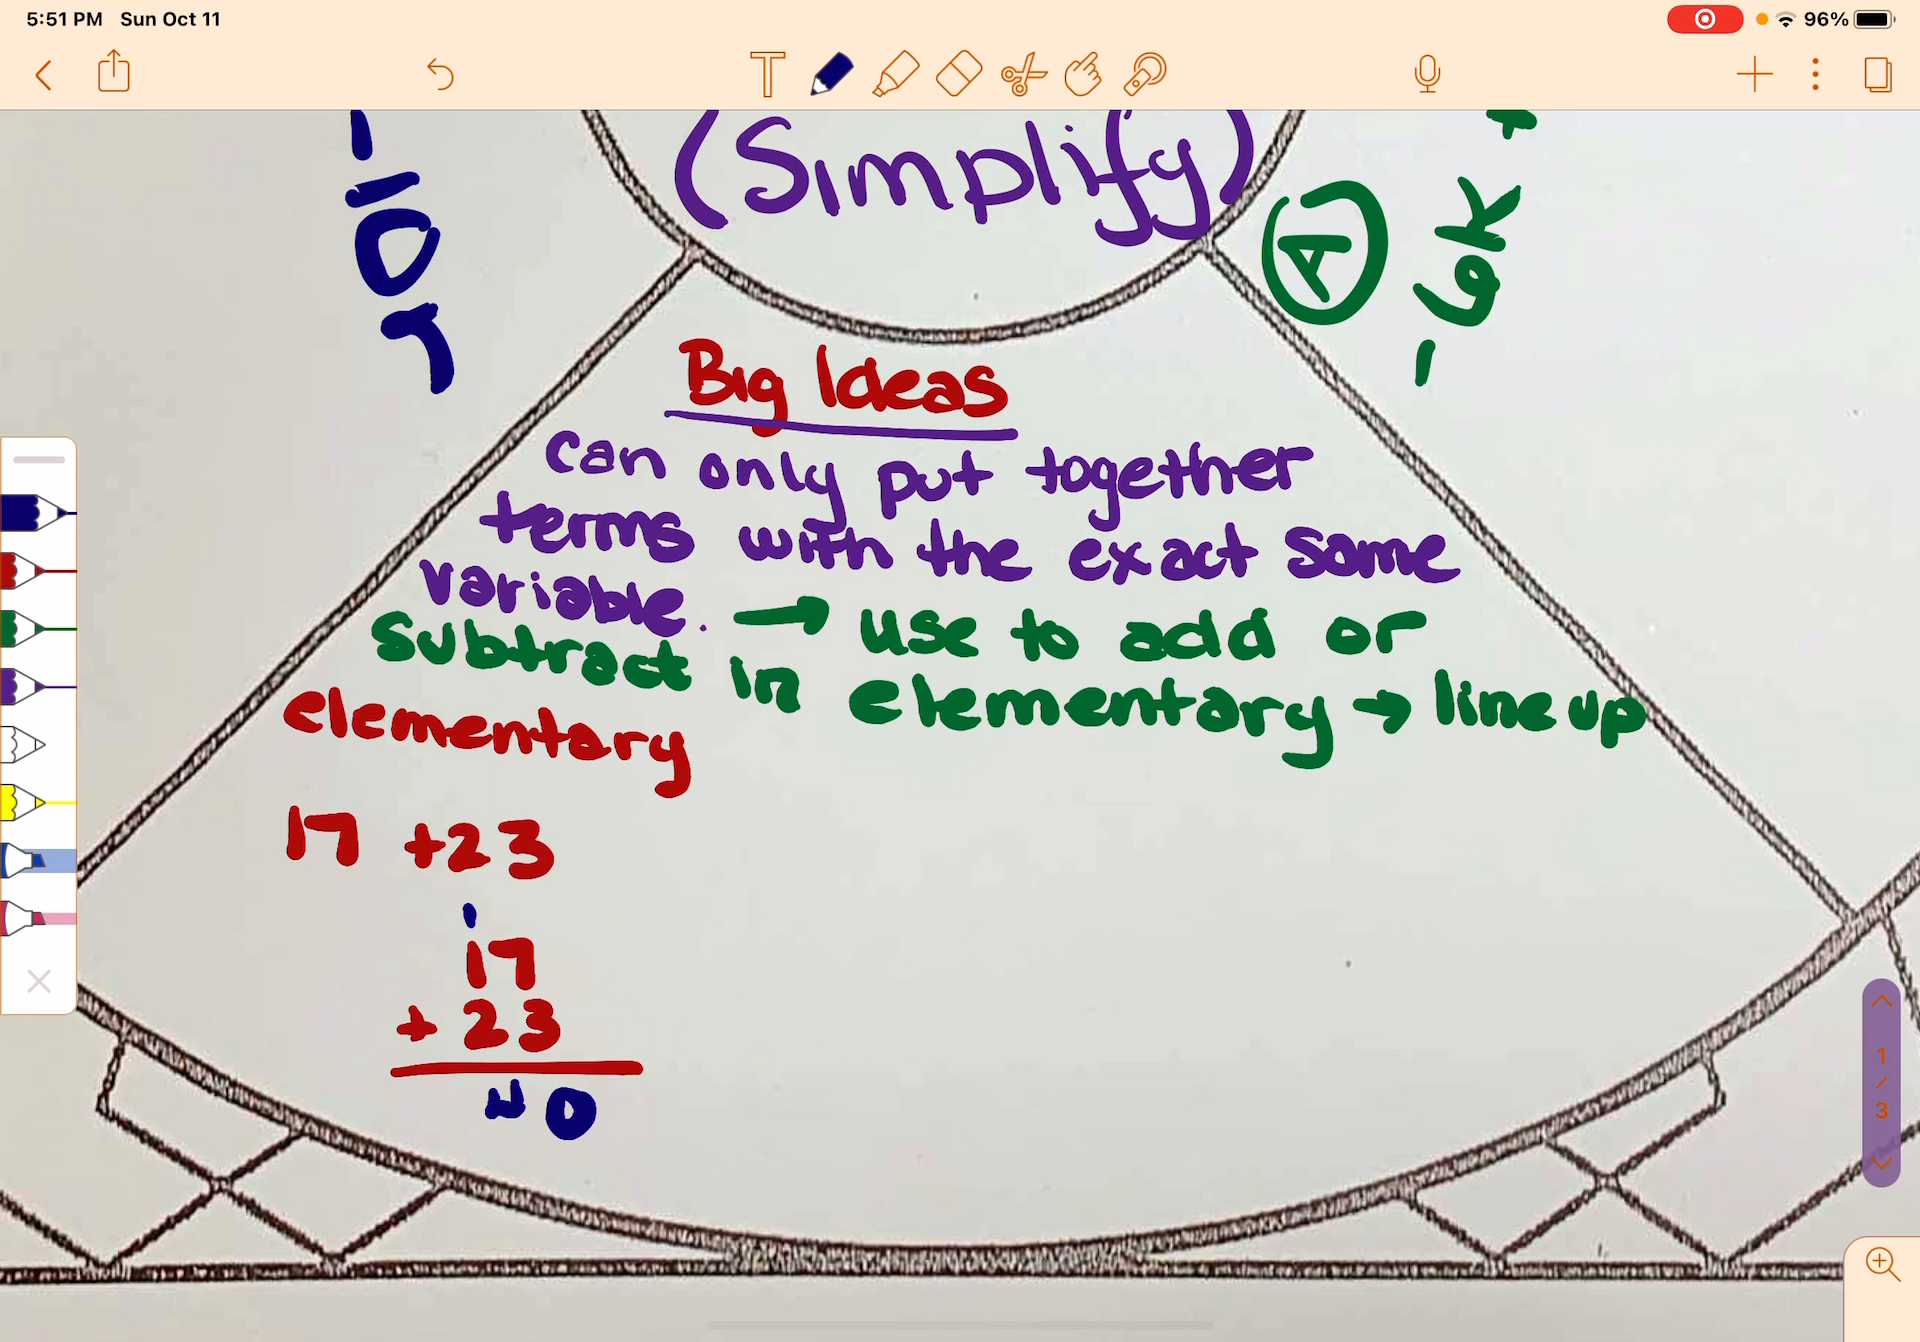 5:51 PM Sun Oct 11
96%
T
(Simplify)
A
-6k +
Big Ideas
can only put together
terms with the exact same
variable. → use to add or
subtract in elementary → line up
elementary
17 +23
1
17
+ 23
40
1
/
3